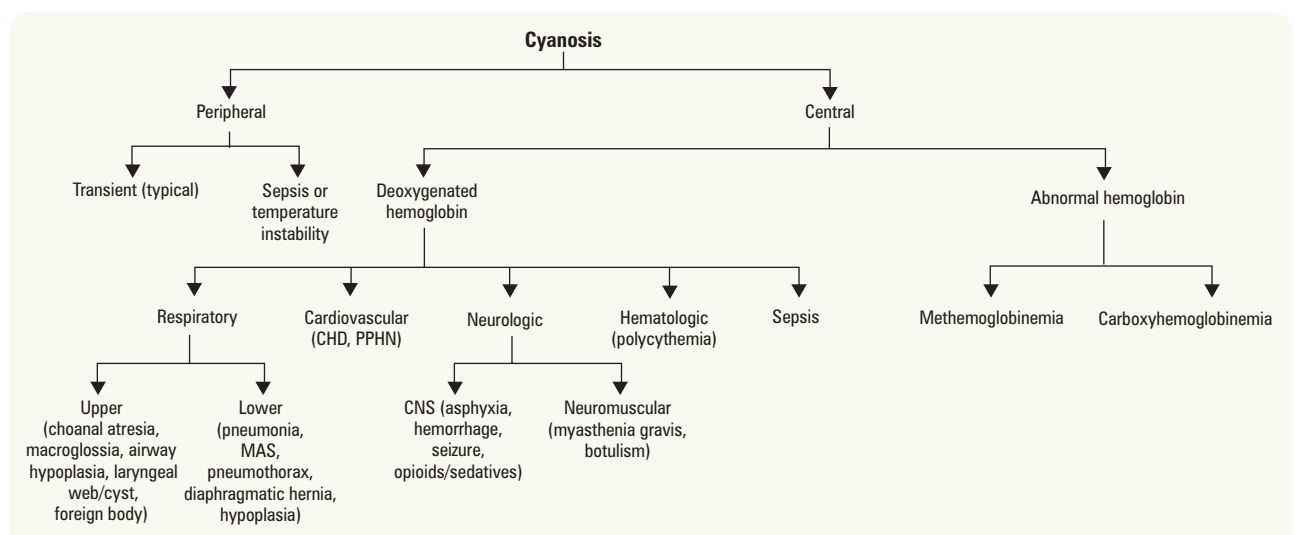 Cyanosis
Peripheral
Central
Transient (typical)
Sepsis or
temperature
instability
Deoxygenated
hemoglobin
Abnormal hemoglobin
Respiratory
Cardiovascular
(CHD, PPHN)
Neurologic
Hematologic
(polycythemia)
Sepsis
Methemoglobinemia
Carboxyhemoglobinemia
Upper
(choanal atresia,
macroglossia, airway
hypoplasia, laryngeal
web/cyst,
foreign body)
Lower
(pneumonia,
MAS,
pneumothorax,
diaphragmatic hernia,
hypoplasia)
CNS (asphyxia,
hemorrhage,
seizure,
opioids/sedatives)
Neuromuscular
(myasthenia gravis,
botulism)